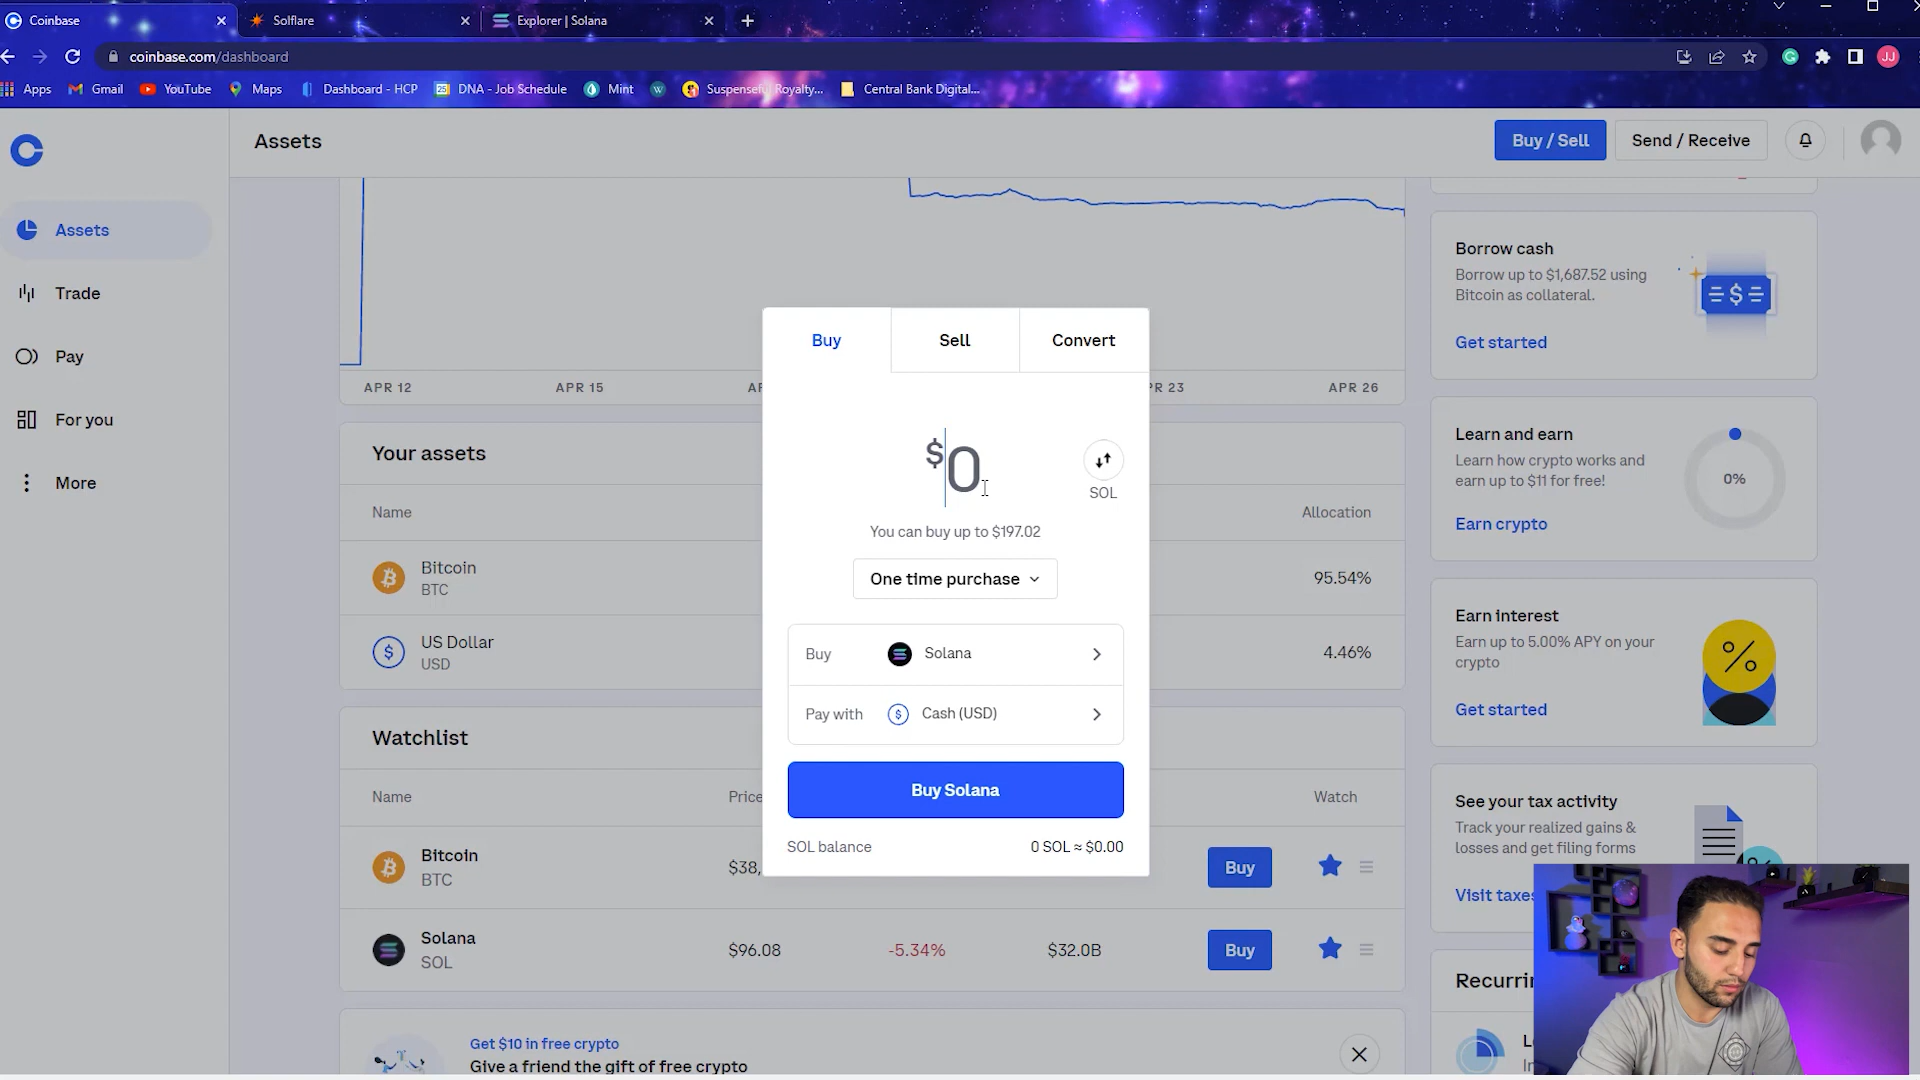 Coinbase
Solflare
Explorer | Solana
coinbase.com/dashboard
Apps
Gmail
YouTube
Maps
Dashboard - HCP
DNA - Job Schedule
Mint
Suspenseful Royalty...
Central Bank Digital...
JJ
Assets
Buy / Sell
Send / Receive
Assets
Trade
Pay
For you
More
APR 12
APR 15
APR 23
APR 26
Your assets
Name
Allocation
Bitcoin
BTC
95.54%
US Dollar
USD
4.46%
Watchlist
Name
Price
Watch
Bitcoin
BTC
$38,
Buy
Solana
SOL
$96.08
-5.34%
$32.0B
Buy
Get $10 in free crypto
Give a friend the gift of free crypto
Buy
Sell
Convert
$0
SOL
You can buy up to $197.02
One time purchase
Buy
Solana
Pay with
Cash (USD)
Buy Solana
SOL balance
0 SOL ≈ $0.00
Borrow cash
Borrow up to $1,687.52 using
Bitcoin as collateral.
Get started
Learn and earn
Learn how crypto works and
earn up to $11 for free!
0%
Earn crypto
Earn interest
Earn up to 5.00% APY on your
crypto
Get started
See your tax activity
Track your realized gains &
losses and get filing forms
Visit taxes